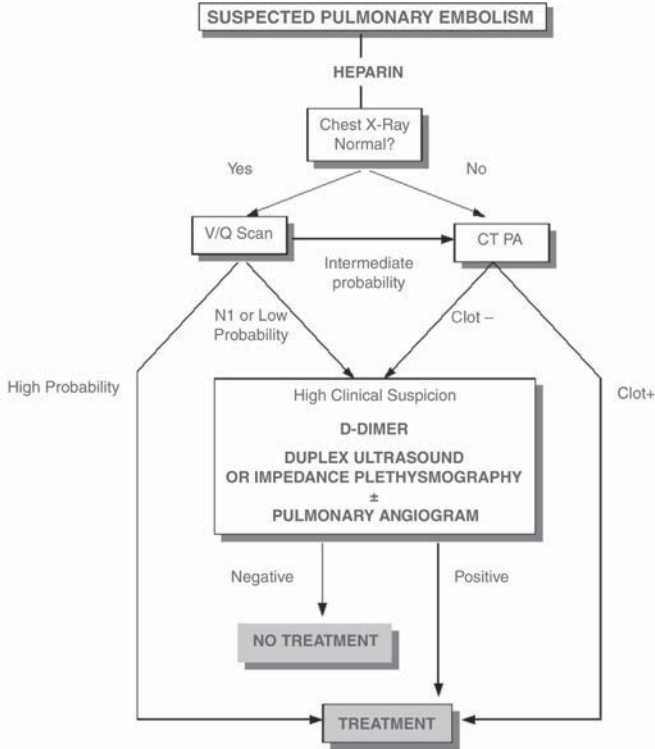 SUSPECTED PULMONARY EMBOLISM
HEPARIN
Chest X-Ray
Normal?
Yes
No
V/Q Scan
CT PA
Intermediate
probability
N1 or Low
Probability
Clot –
High Probability
Clot+
High Clinical Suspicion
D-DIMER
DUPLEX ULTRASOUND
OR IMPEDANCE PLETHYSMOGRAPHY
±
PULMONARY ANGIOGRAM
Negative
Positive
NO TREATMENT
TREATMENT